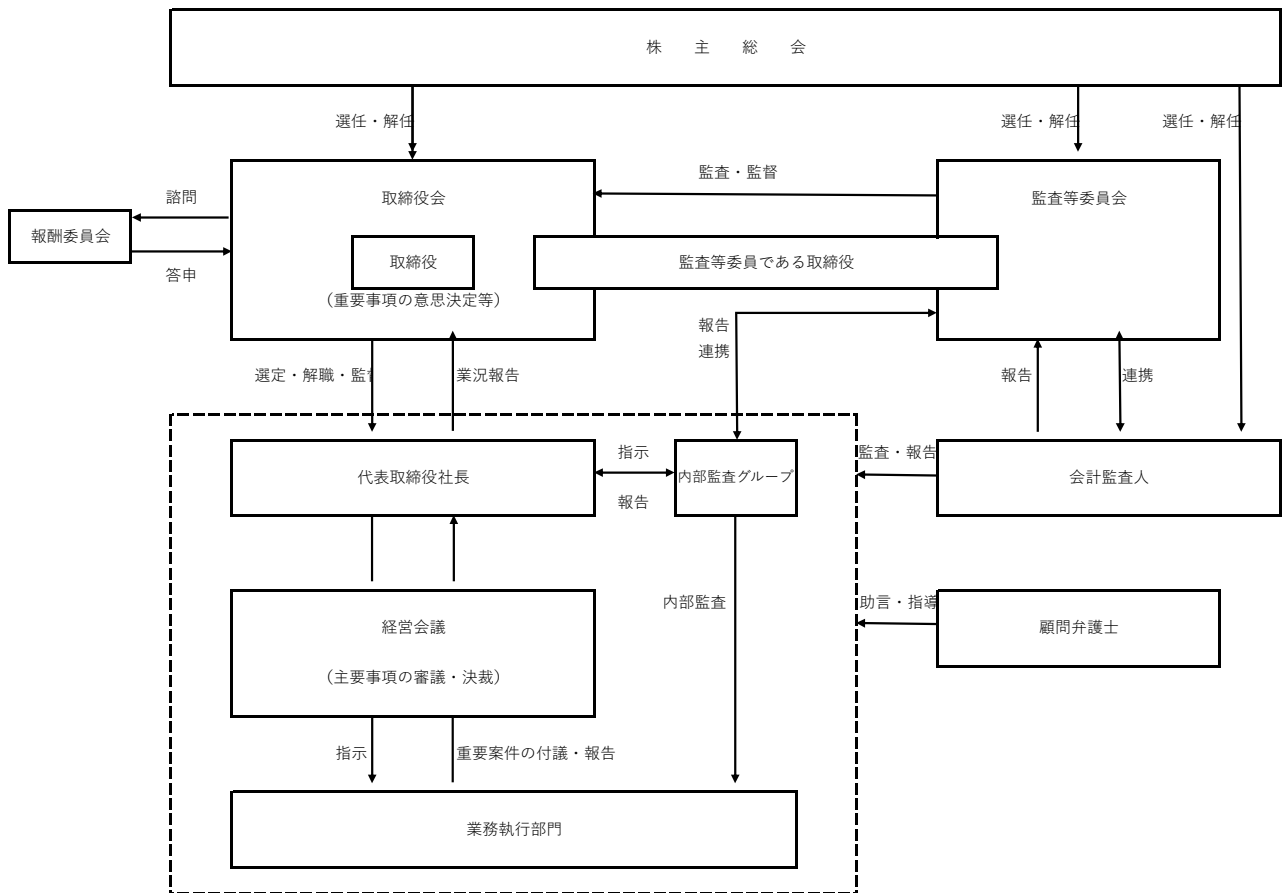 株　主　総　会
選任・解任
選任・解任
選任・解任
監査・監督
諮問
取締役会
監査等委員会
報酬委員会
取締役
監査等委員である取締役
答申
（重要事項の意思決定等）
報告
連携
選定・解職・監督
業況報告
報告
連携
代表取締役社長
指示
報告
内部監査グループ
監査・報告
会計監査人
内部監査
助言・指導
顧問弁護士
経営会議
（主要事項の審議・決裁）
指示
重要案件の付議・報告
業務執行部門